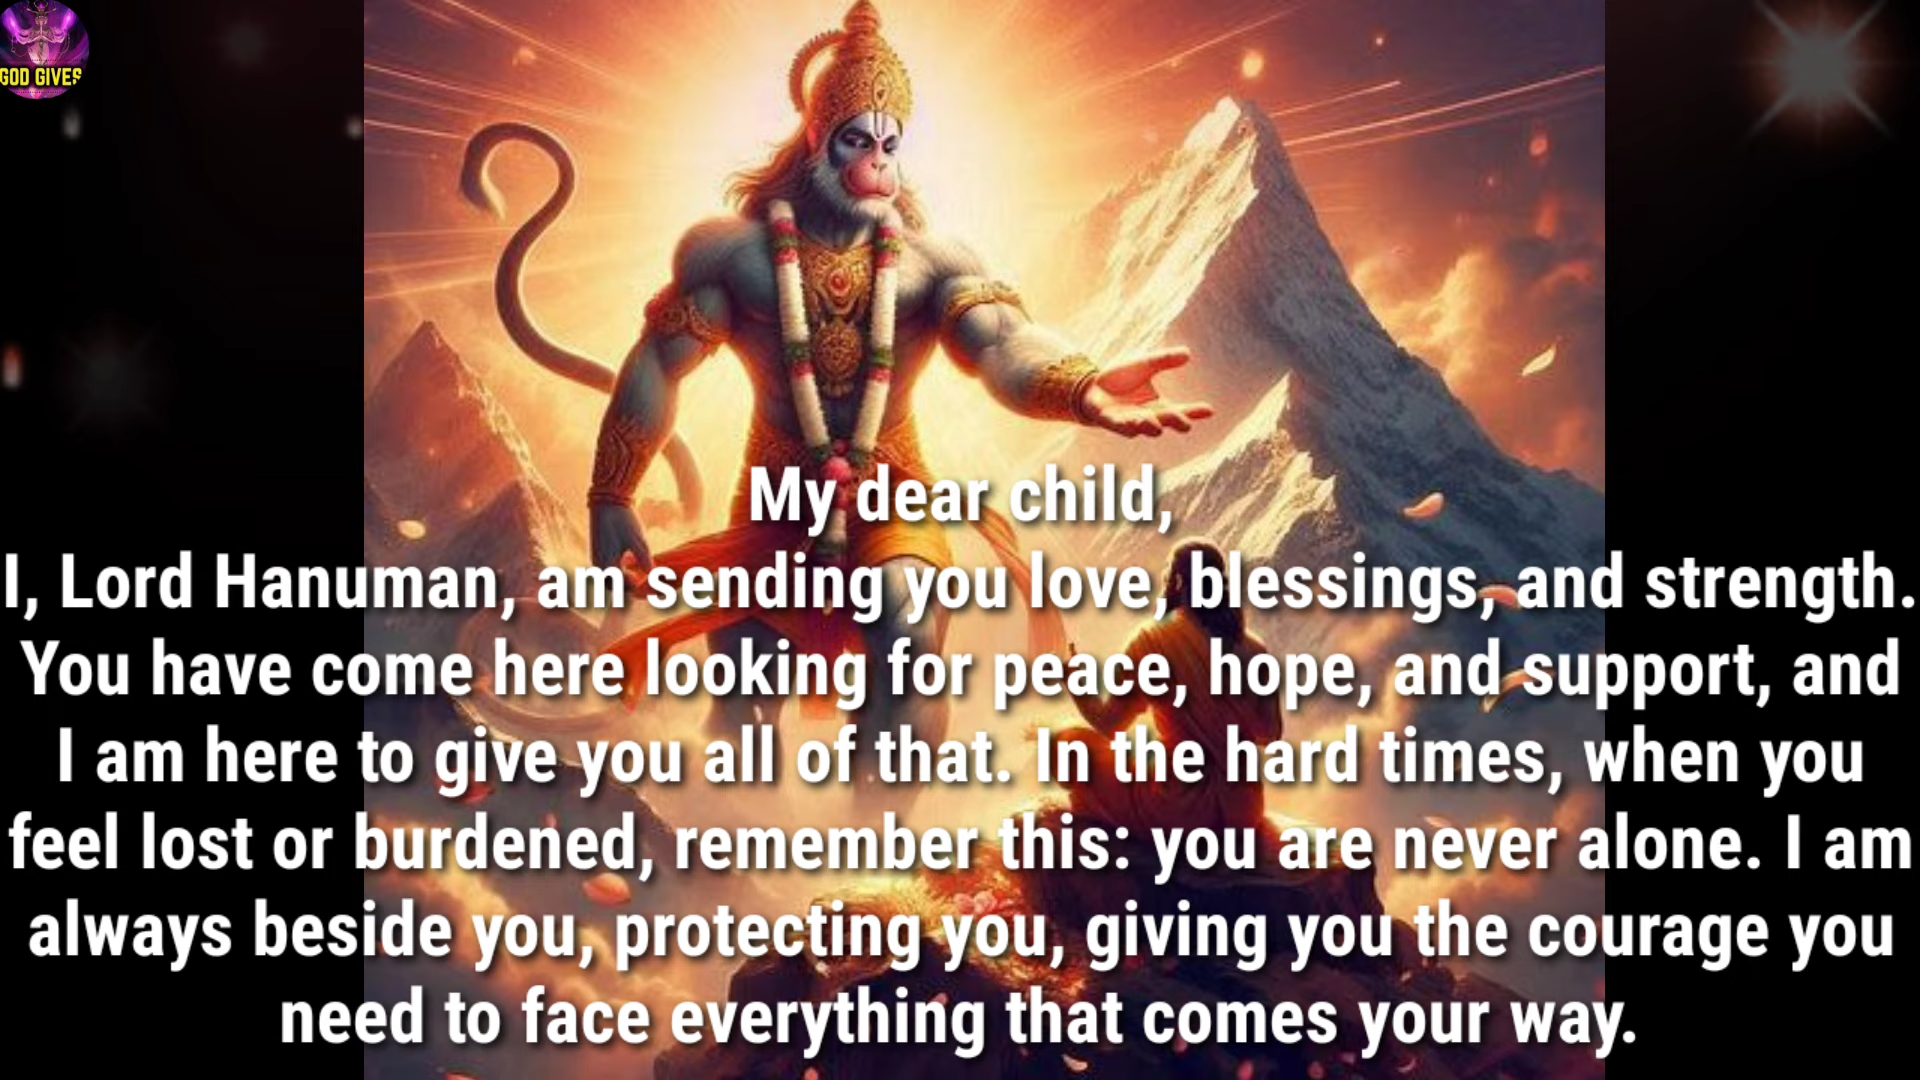 GOD GIVES
My dear child,
I, Lord Hanuman, am sending you love, blessings, and strength.
You have come here looking for peace, hope, and support, and
I am here to give you all of that. In the hard times, when you
feel lost or burdened, remember this: you are never alone. I am
always beside you, protecting you, giving you the courage you
need to face everything that comes your way.